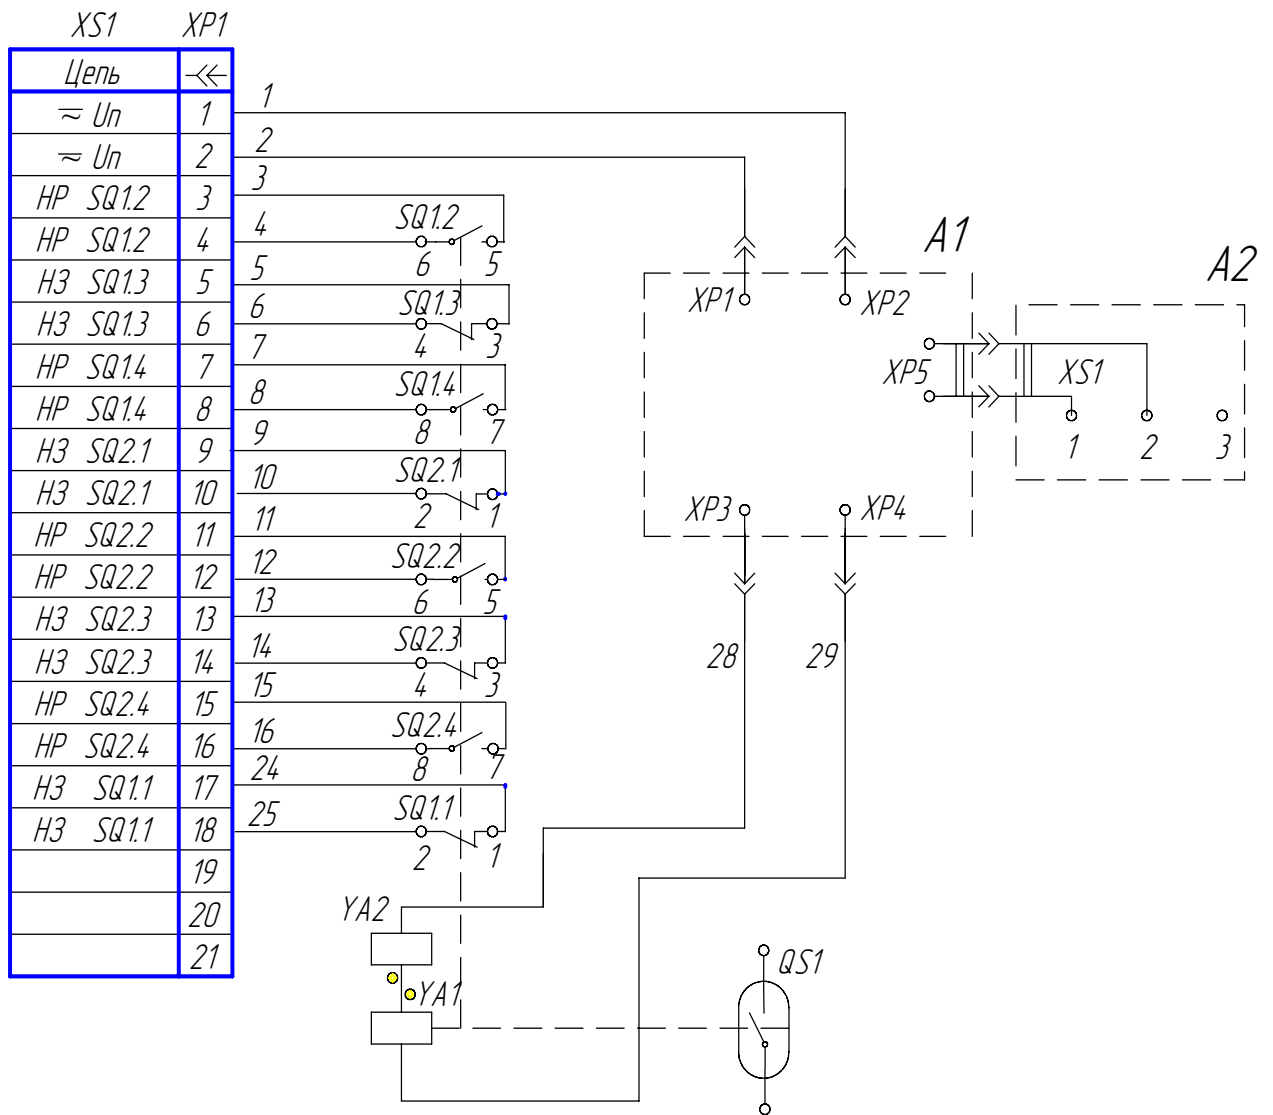 XS1 XP1
Цепь
≂ Uп 1
≂ Uп 2
НР SQ1.2 3
НР SQ1.2 4
НЗ SQ1.3 5
НЗ SQ1.3 6
НР SQ1.4 7
НР SQ1.4 8
НЗ SQ2.1 9
НЗ SQ2.1 10
НР SQ2.2 11
НР SQ2.2 12
НЗ SQ2.3 13
НЗ SQ2.3 14
НР SQ2.4 15
НР SQ2.4 16
НЗ SQ1.1 17
НЗ SQ1.1 18
19
20
21
1
2
3
4 SQ1.2
5 6 5
6 SQ1.3
7 4 3
8 SQ1.4
9 8 7
10 SQ2.1
11 2 1
12 SQ2.2
13 6 5
14 SQ2.3
15 4 3
16 SQ2.4
24 8 7
25 SQ1.1
2 1
A1
A2
XP1 XP2
XP5 XS1
1 2 3
XP3 XP4
28 29
YA2
YA1
QS1